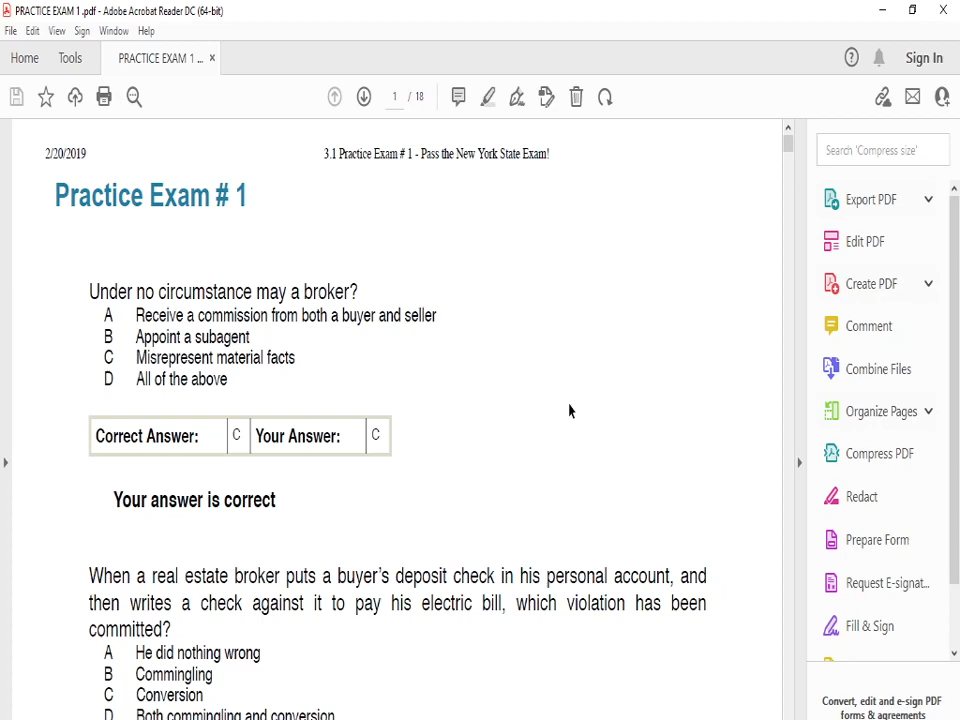 PRACTICE EXAM 1 .pdf - Adobe Acrobat Reader DC (64-bit)
File Edit View Sign Window Help
Home Tools PRACTICE EXAM 1 ... × Sign In
1 / 18
2/20/2019 3.1 Practice Exam # 1 - Pass the New York State Exam!
Practice Exam # 1
Under no circumstance may a broker?
A Receive a commission from both a buyer and seller
B Appoint a subagent
C Misrepresent material facts
D All of the above
Correct Answer: C Your Answer: C
Your answer is correct
When a real estate broker puts a buyer's deposit check in his personal account, and
then writes a check against it to pay his electric bill, which violation has been
committed?
A He did nothing wrong
B Commingling
C Conversion
D Both commingling and conversion
Search 'Compress size'
Export PDF
Edit PDF
Create PDF
Comment
Combine Files
Organize Pages
Compress PDF
Redact
Prepare Form
Request E-signat...
Fill & Sign
Convert, edit and e-sign PDF
forms & agreements